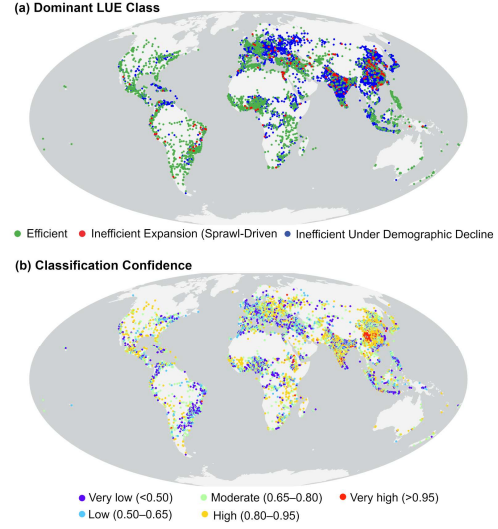 (a) Dominant LUE Class
Efficient Inefficient Expansion (Sprawl-Driven Inefficient Under Demographic Decline
(b) Classification Confidence
Very low (<0.50) Moderate (0.65–0.80) Very high (>0.95)
Low (0.50–0.65) High (0.80–0.95)